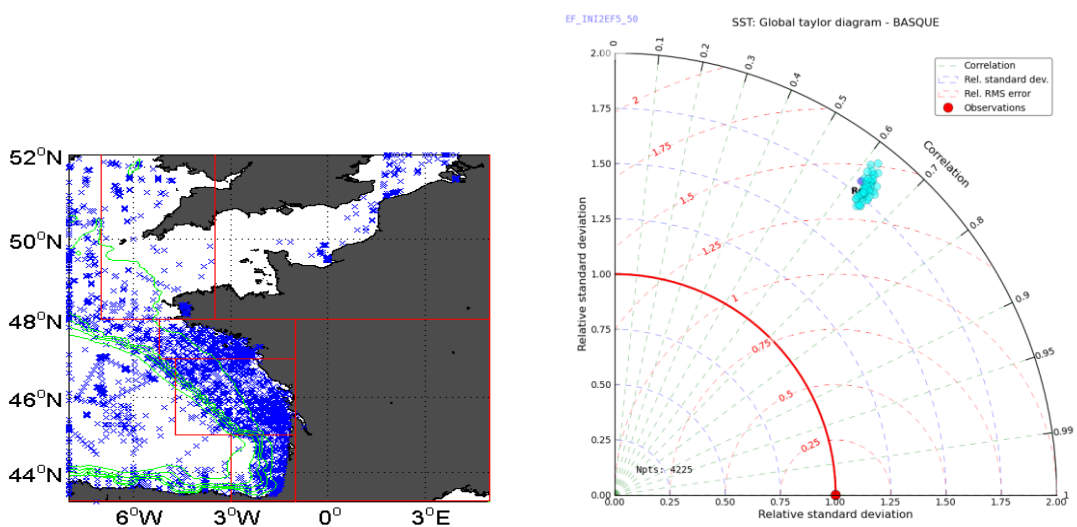 52°N
50°N
48°N
46°N
44°N
6°W
3°W
0°
3°E
EF_INI2EF5_50
SST: Global taylor diagram - BASQUE
Correlation
Rel. standard dev.
Rel. RMS error
Observations
0
0.1
0.2
0.3
0.4
0.5
0.6
0.7
0.8
0.9
0.95
0.99
1
Correlation
2
1.75
1.5
1.25
1
0.75
0.5
0.25
R
Relative standard deviation
2.00
1.75
1.50
1.25
1.00
0.75
0.50
0.25
0.00
Npts: 4225
0.00
0.25
0.50
0.75
1.00
1.25
1.50
1.75
2.00
Relative standard deviation